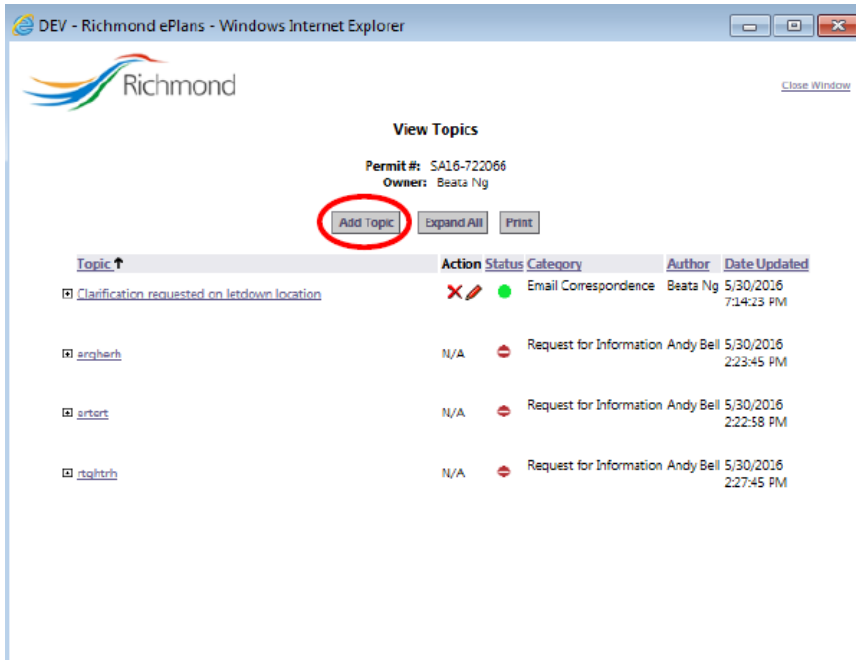 DEV - Richmond ePlans - Windows Internet Explorer
Richmond
Close Window
View Topics
Permit #: SA16-722066
Owner: Beata Ng
Add Topic Expand All Print
Topic Action Status Category Author Date Updated
Clarification requested on letdown location Email Correspondence Beata Ng 5/30/2016
7:14:23 PM
ergherh N/A Request for Information Andy Bell 5/30/2016
2:23:45 PM
ertert N/A Request for Information Andy Bell 5/30/2016
2:22:58 PM
rtghtrh N/A Request for Information Andy Bell 5/30/2016
2:27:45 PM